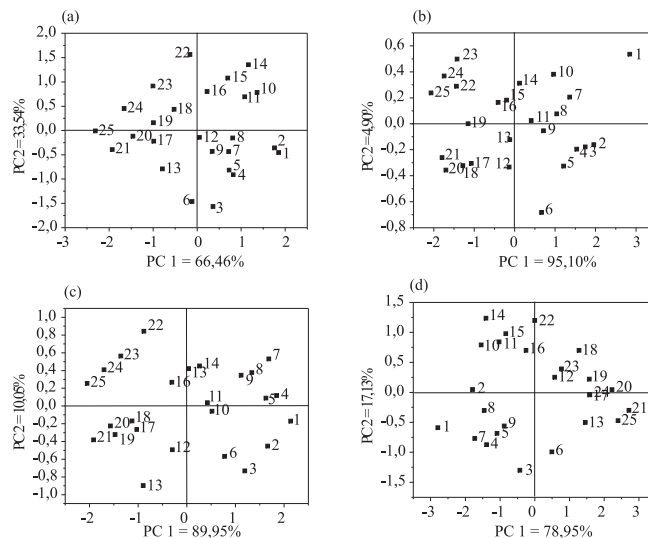 (a)
2,0
1,5
1,0
0,5
0,0
-0,5
-1,0
-1,5
-2,0
PC2 = 33,54%
22 14
15
23 16 10
11
24 18
19
25 20 17 12 8
21 9 7 2
1
13 5
4
6 3
-3 -2 -1 0 1 2 3
PC 1 = 66,46%
(b)
0,6
0,4
0,2
0,0
-0,2
-0,4
-0,6
-0,8
PC2 = 4,90%
23 1
24 14 10
22
25 15 7
16
8
19 11
9
13
4 3 2
21 17 12 5
20 18
6
-3 -2 -1 0 1 2 3
PC 1 = 95,10%
(c)
1,0
0,8
0,6
0,4
0,2
0,0
-0,2
-0,4
-0,6
-0,8
-1,0
PC2 = 10,05%
22
23 7
24 13 14
8
25 16 9
11 5 4
10
18 1
20 17
21 19
12 2
6
3
13
-2 -1 0 1 2
PC 1 = 89,95%
(d)
1,5
1,0
0,5
0,0
-0,5
-1,0
-1,5
PC2 = 17,13%
14 22
15
10 11 16 18
23
12 19
2 20
24
17
8 21
1 9 13 25
7 5
4
6
3
-3 -2 -1 0 1 2 3
PC 1 = 78,95%